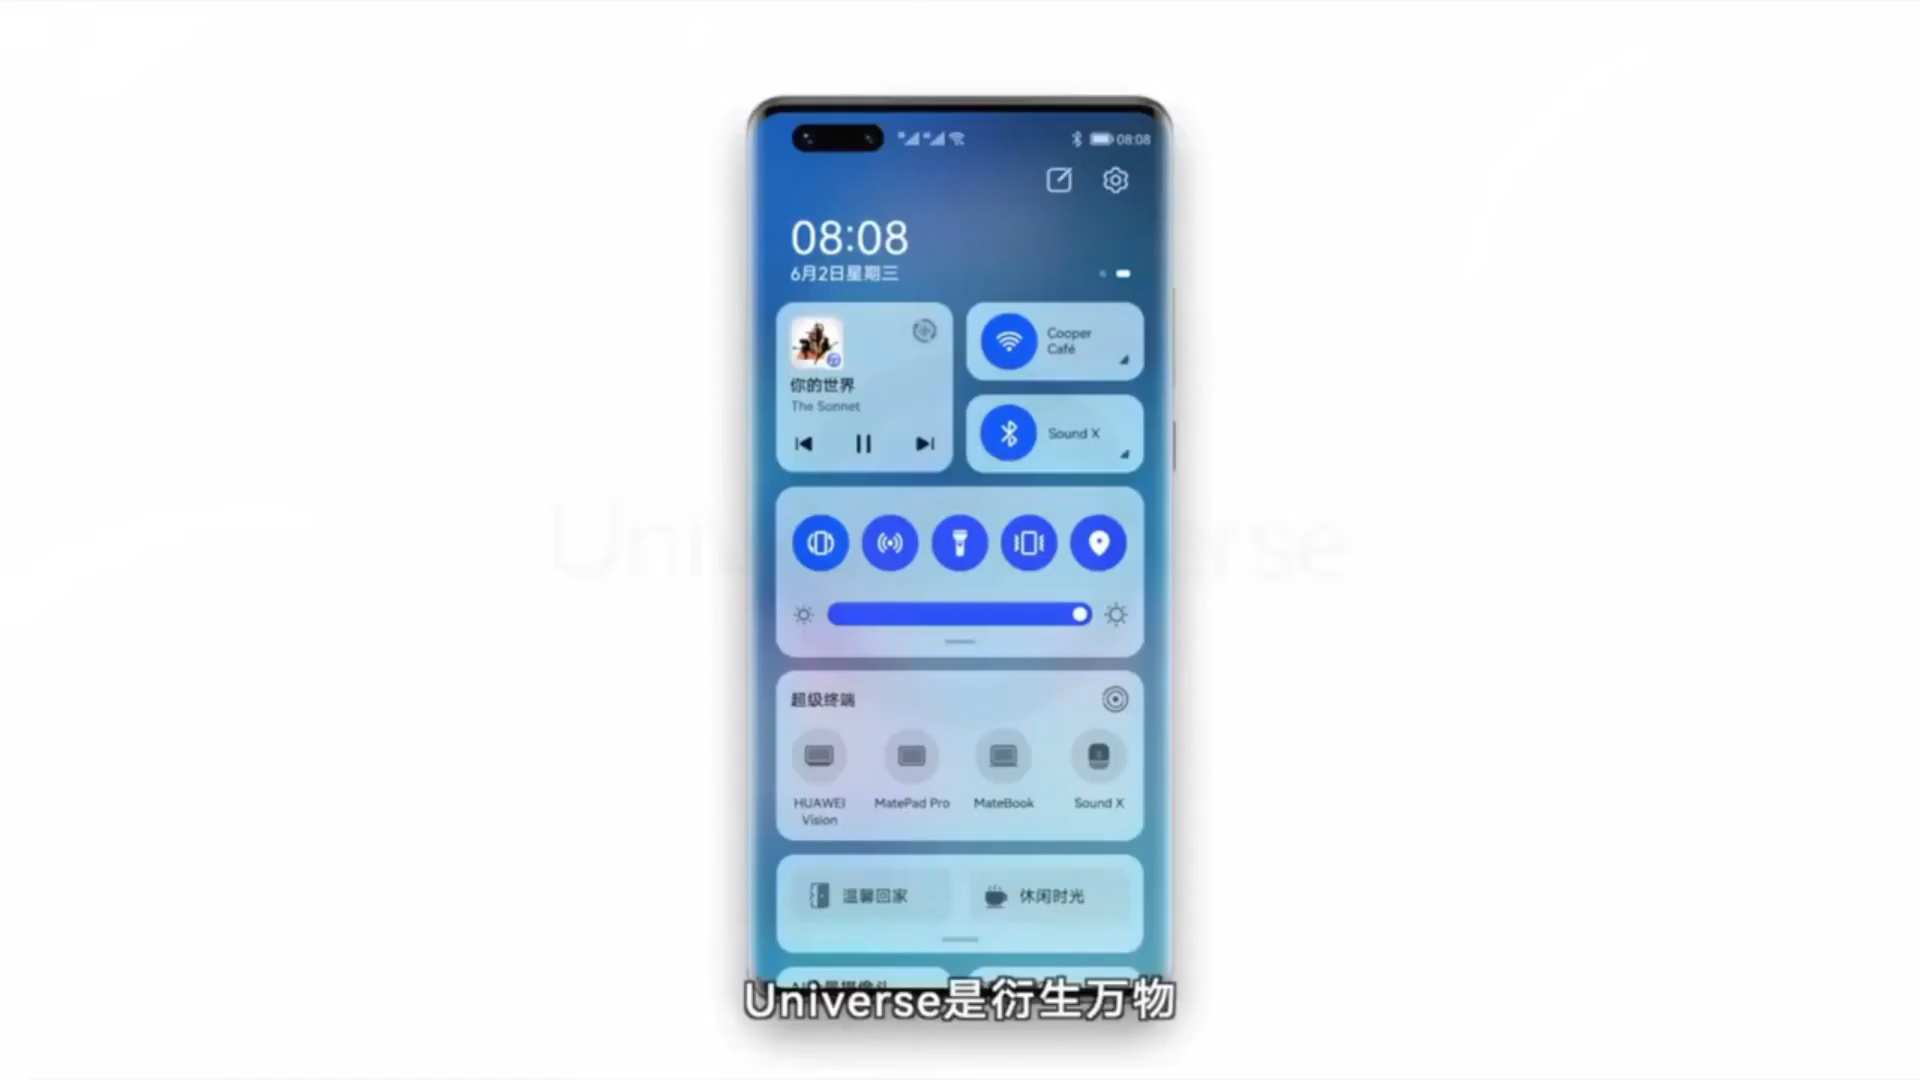 08:08
08:08
6月2日星期三
你的世界
The Sonnet
Cooper
Café
Sound X
超级终端
HUAWEI
Vision
MatePad Pro
MateBook
Sound X
温馨回家
休闲时光
Universe是衍生万物